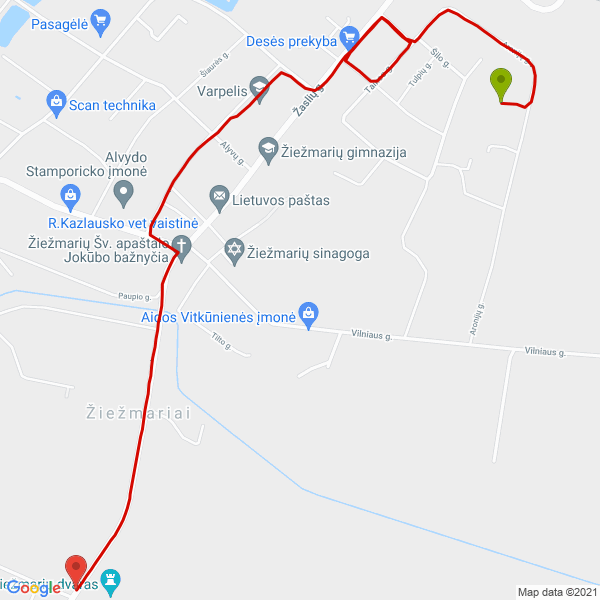 Pasagėlė
Desės prekyba
Aronijų g.
Šiaurės g.
Šilo g.
Tulpių g.
Varpelis
Scan technika
Žaslių g.
Alyvų g.
Žiežmarių gimnazija
Alvydo
Stamporicko įmonė
Lietuvos paštas
R.Kazlausko vet vaistinė
Žiežmarių Šv. apaštalo
Jokūbo bažnyčia
Žiežmarių sinagoga
Paupio g.
Aidos Vitkūnienės įmonė
Aronijų g.
Tilto g.
Vilniaus g.
Vilniaus g.
Žiežmariai
dvaras
Google
Map data ©2021